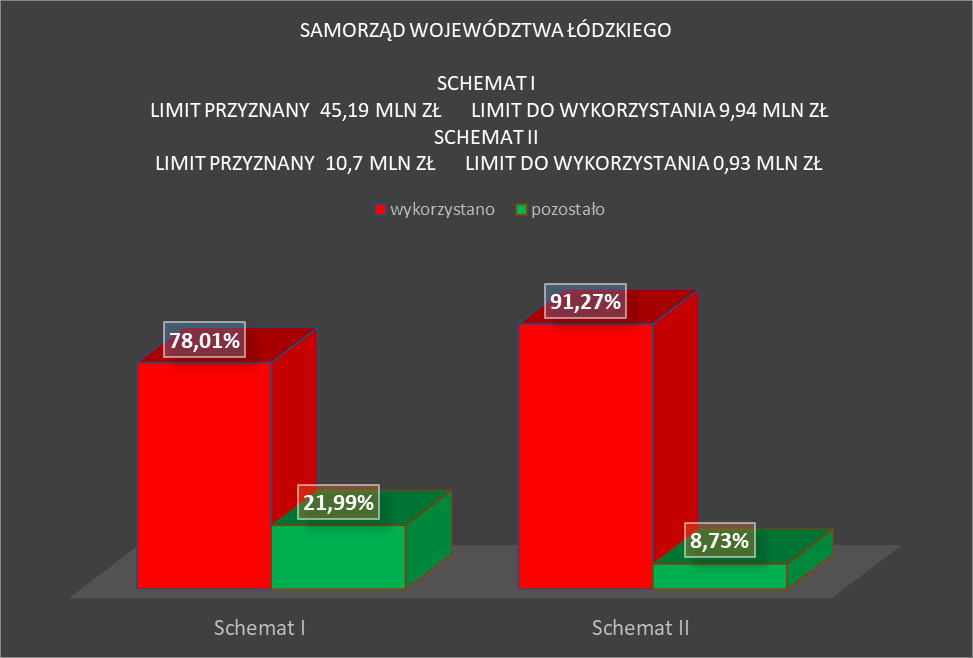 SAMORZĄD WOJEWÓDZTWA ŁÓDZKIEGO
SCHEMAT I
LIMIT PRZYZNANY 45,19 MLN ZŁ LIMIT DO WYKORZYSTANIA 9,94 MLN ZŁ
SCHEMAT II
LIMIT PRZYZNANY 10,7 MLN ZŁ LIMIT DO WYKORZYSTANIA 0,93 MLN ZŁ
wykorzystano pozostało
91,27%
78,01%
21,99%
8,73%
Schemat I Schemat II